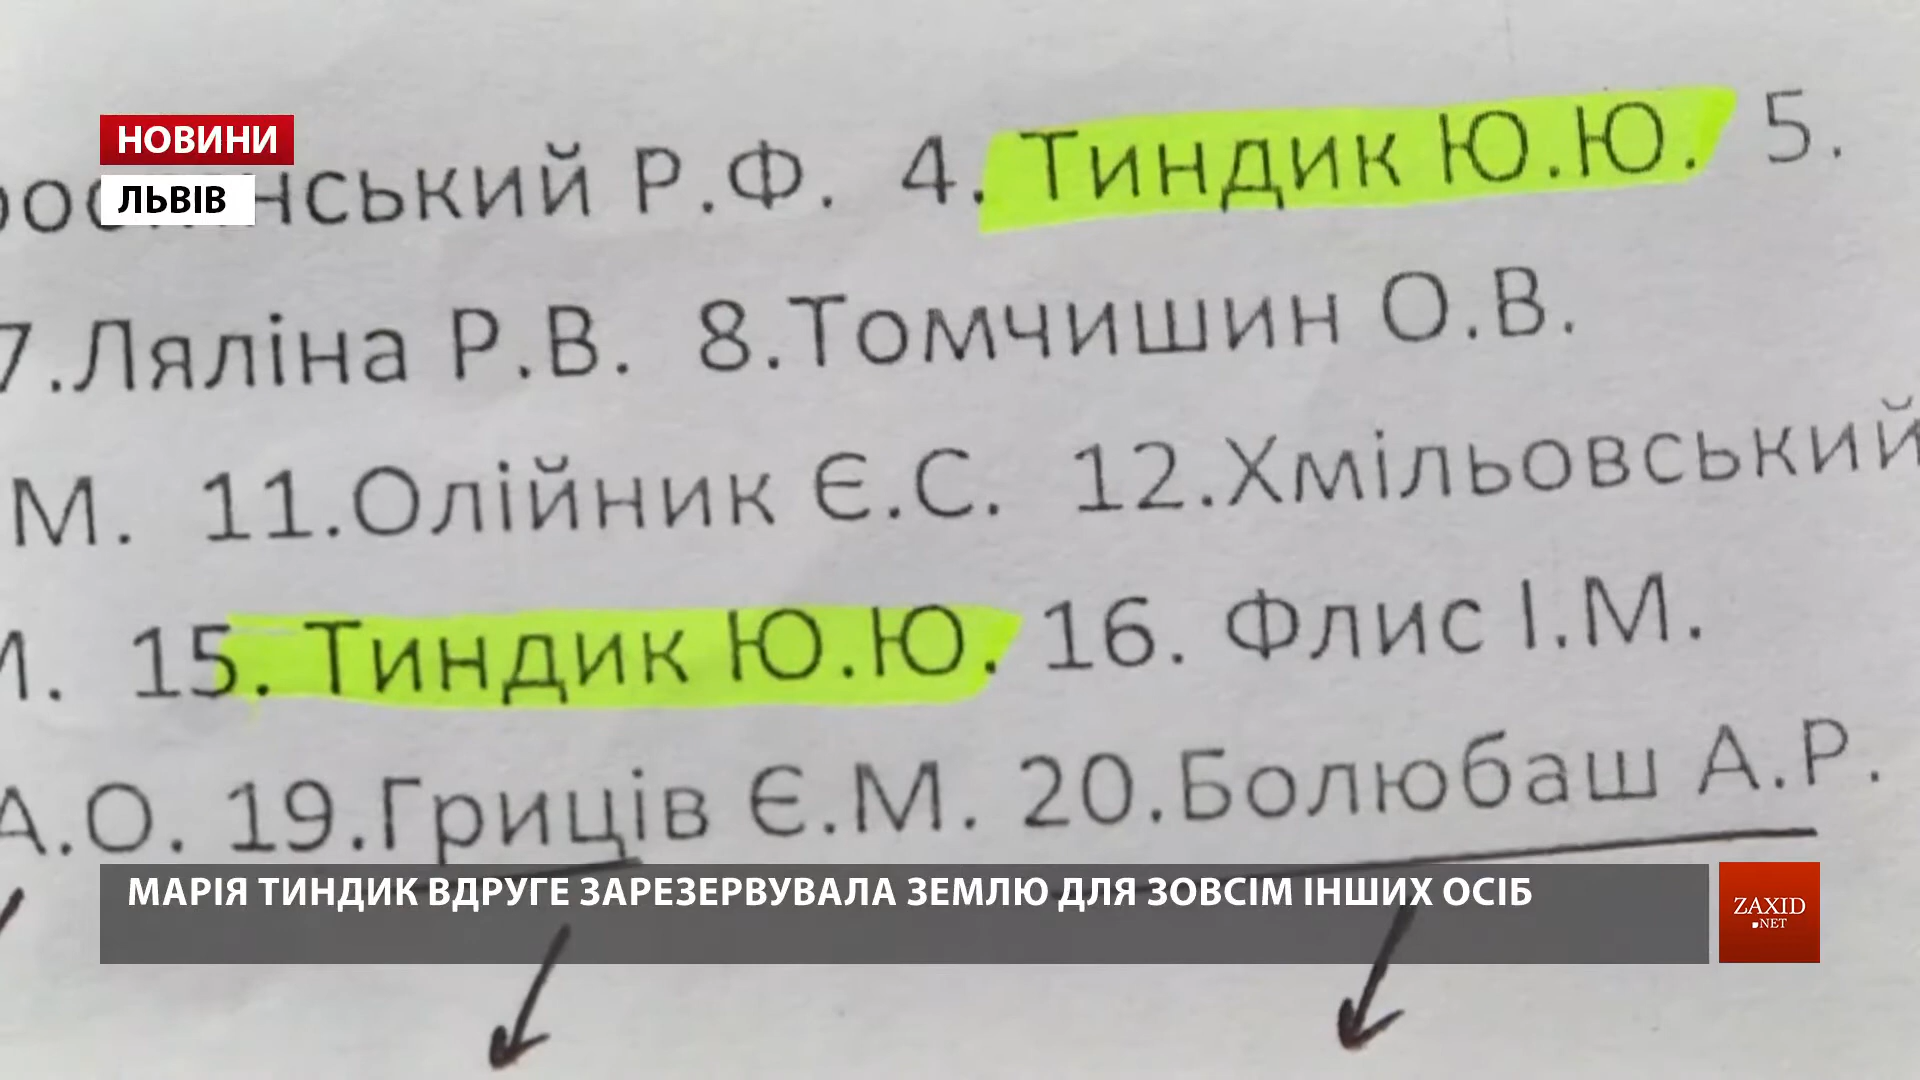 НОВИНИ
ЛЬВІВ
нський Р.Ф. 4. Тиндик Ю.Ю. 5.
7.Ляліна Р.В. 8.Томчишин О.В.
М. 11.Олійник Є.С. 12.Хмільовський
15. Тиндик Ю.Ю. 16. Флис І.М.
А.О. 19.Гриців Є.М. 20.Болюбаш А.Р.
МАРІЯ ТИНДИК ВДРУГЕ ЗАРЕЗЕРВУВАЛА ЗЕМЛЮ ДЛЯ ЗОВСІМ ІНШИХ ОСІБ
ZAXID
.NET